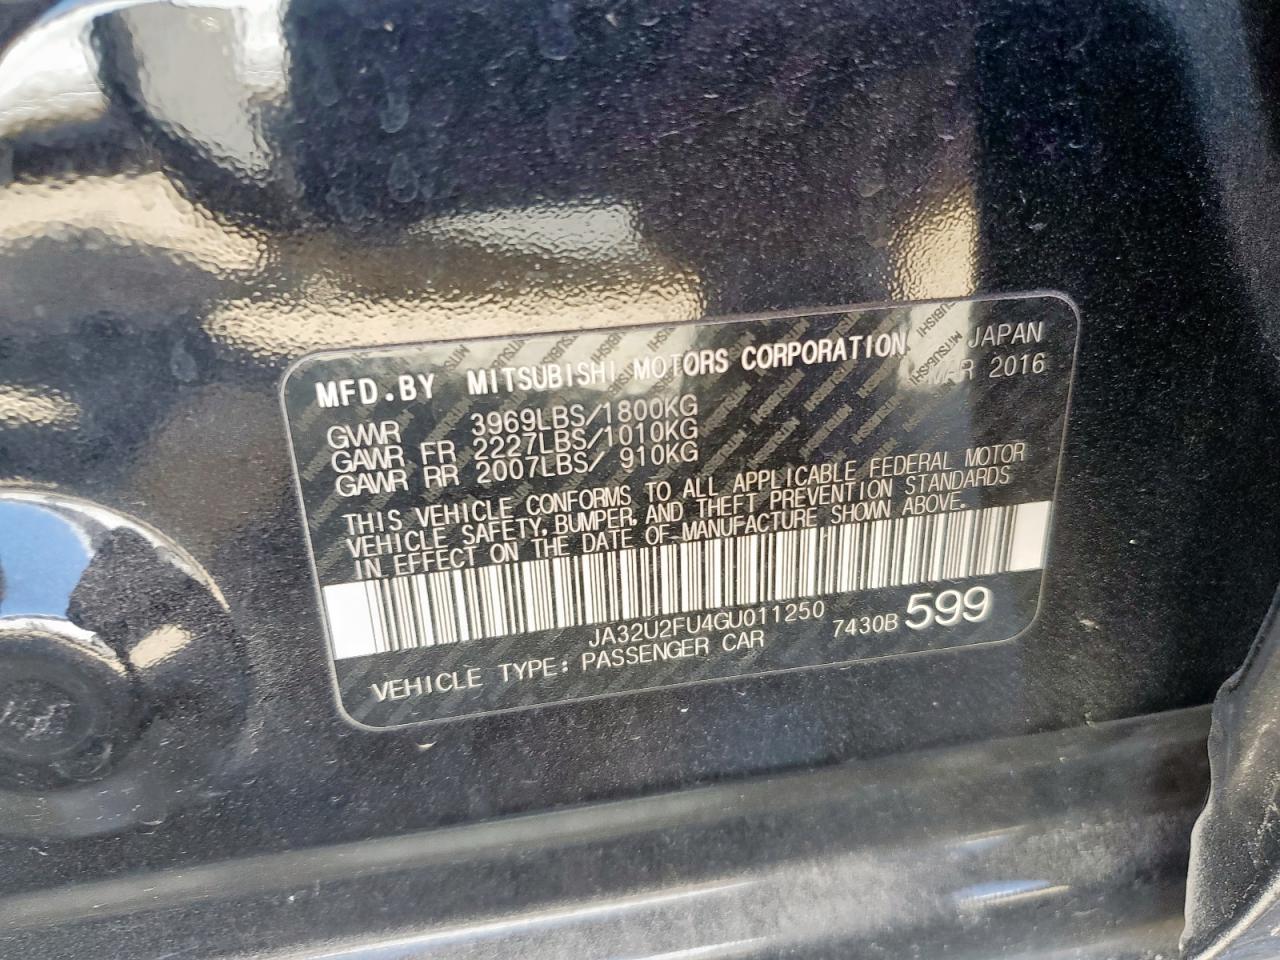 MFD.BY MITSUBISHI MOTORS CORPORATION JAPAN
MAR 2016
GVWR 3969LBS/1800KG
GAWR FR 2227LBS/1010KG
GAWR RR 2007LBS/ 910KG
THIS VEHICLE CONFORMS TO ALL APPLICABLE FEDERAL MOTOR
VEHICLE SAFETY, BUMPER, AND THEFT PREVENTION STANDARDS
IN EFFECT ON THE DATE OF MANUFACTURE SHOWN ABOVE.
JA32U2FU4GU011250
VEHICLE TYPE: PASSENGER CAR 7430B 599